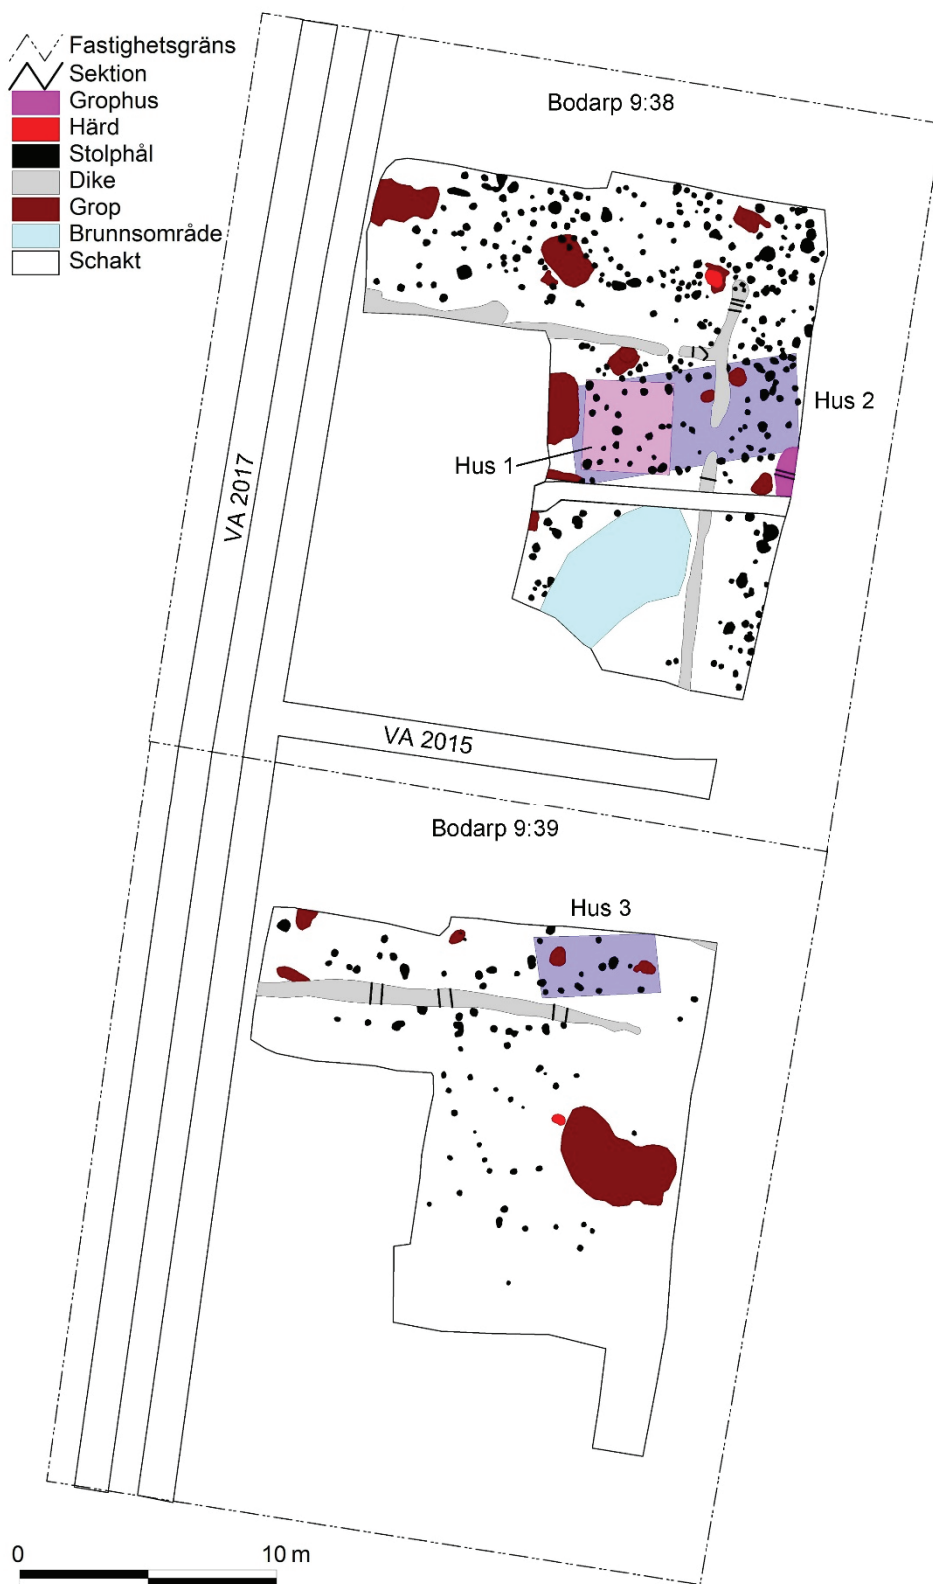 Fastighetsgräns
Sektion
Grophus
Härd
Stolphål
Dike
Grop
Brunnsområde
Schakt
Bodarp 9:38
Hus 2
Hus 1
VA 2017
VA 2015
Bodarp 9:39
Hus 3
0 10 m